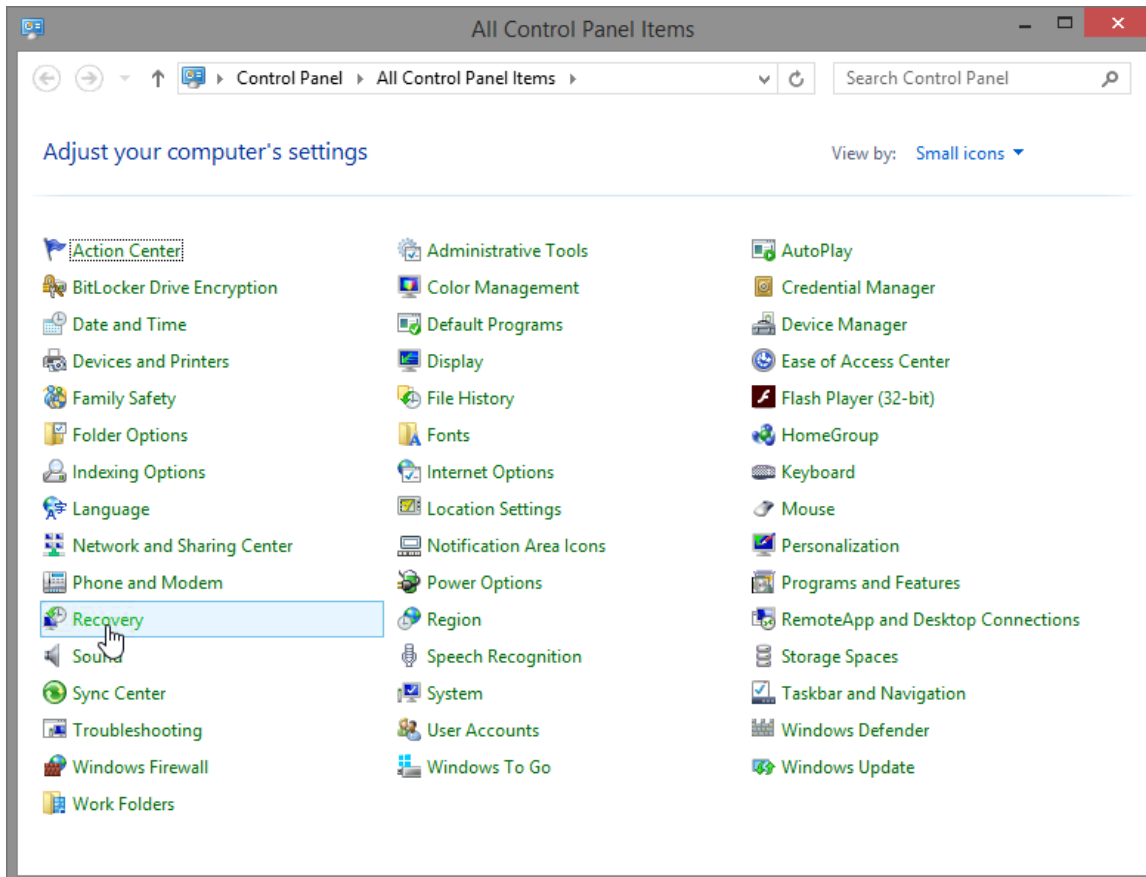 All Control Panel Items
Control Panel All Control Panel Items Search Control Panel
Adjust your computer's settings View by: Small icons
Action Center Administrative Tools AutoPlay
BitLocker Drive Encryption Color Management Credential Manager
Date and Time Default Programs Device Manager
Devices and Printers Display Ease of Access Center
Family Safety File History Flash Player (32-bit)
Folder Options Fonts HomeGroup
Indexing Options Internet Options Keyboard
Language Location Settings Mouse
Network and Sharing Center Notification Area Icons Personalization
Phone and Modem Power Options Programs and Features
Recovery Region RemoteApp and Desktop Connections
Sound Speech Recognition Storage Spaces
Sync Center System Taskbar and Navigation
Troubleshooting User Accounts Windows Defender
Windows Firewall Windows To Go Windows Update
Work Folders